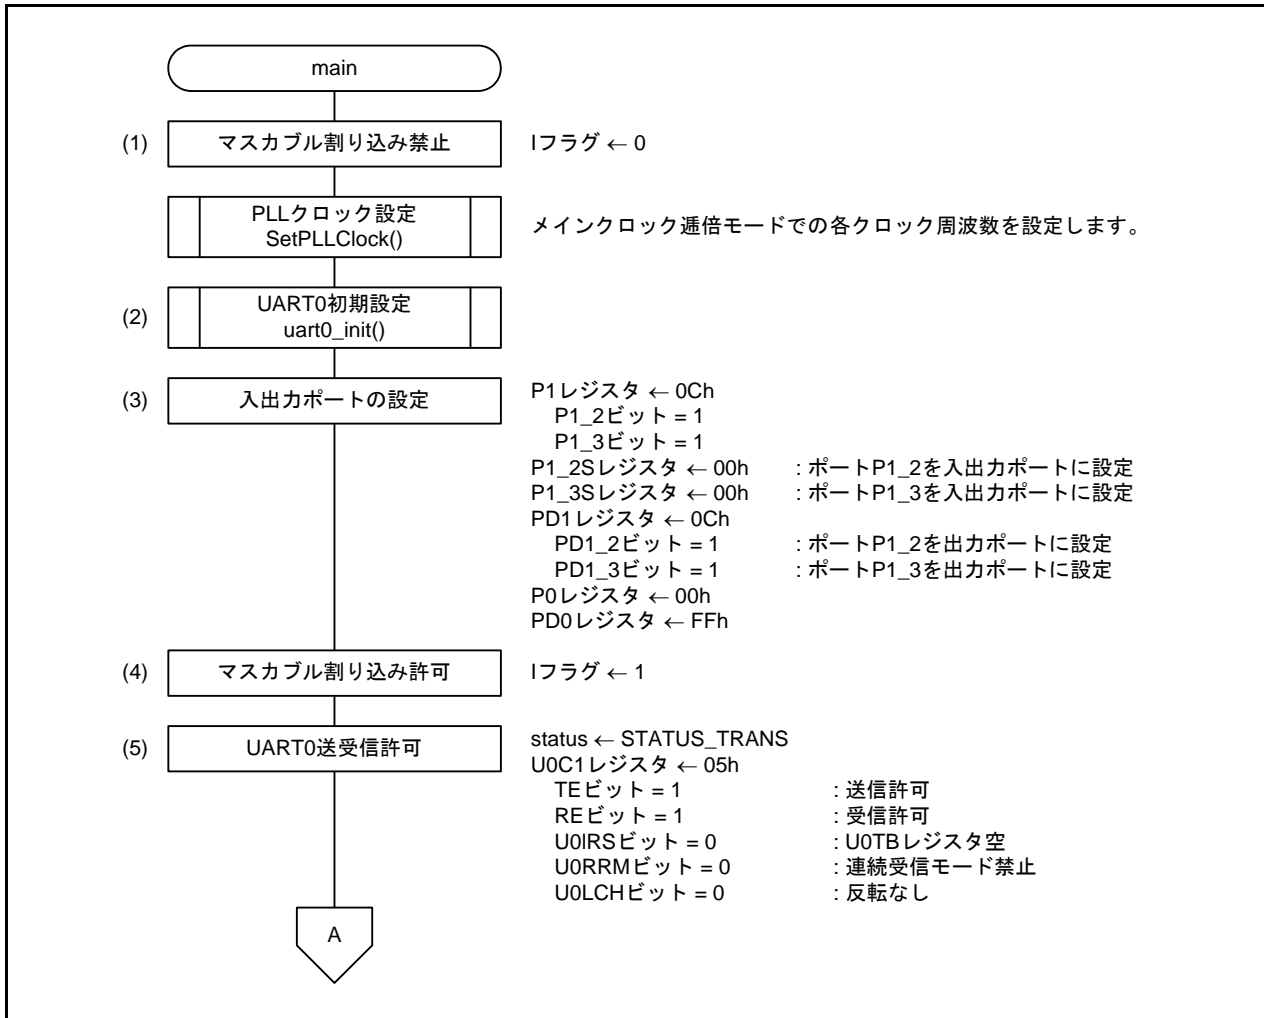 main
(1) マスカブル割り込み禁止 Iフラグ ← 0
PLLクロック設定
SetPLLClock()
メインクロック逓倍モードでの各クロック周波数を設定します。
(2) UART0初期設定
uart0_init()
(3) 入出力ポートの設定
P1レジスタ ← 0Ch
P1_2ビット = 1
P1_3ビット = 1
P1_2Sレジスタ ← 00h : ポートP1_2を入出力ポートに設定
P1_3Sレジスタ ← 00h : ポートP1_3を入出力ポートに設定
PD1レジスタ ← 0Ch
PD1_2ビット = 1 : ポートP1_2を出力ポートに設定
PD1_3ビット = 1 : ポートP1_3を出力ポートに設定
P0レジスタ ← 00h
PD0レジスタ ← FFh
(4) マスカブル割り込み許可 Iフラグ ← 1
(5) UART0送受信許可
status ← STATUS_TRANS
U0C1レジスタ ← 05h
TEビット = 1 : 送信許可
REビット = 1 : 受信許可
U0IRSビット = 0 : U0TBレジスタ空
U0RRMビット = 0 : 連続受信モード禁止
U0LCHビット = 0 : 反転なし
A